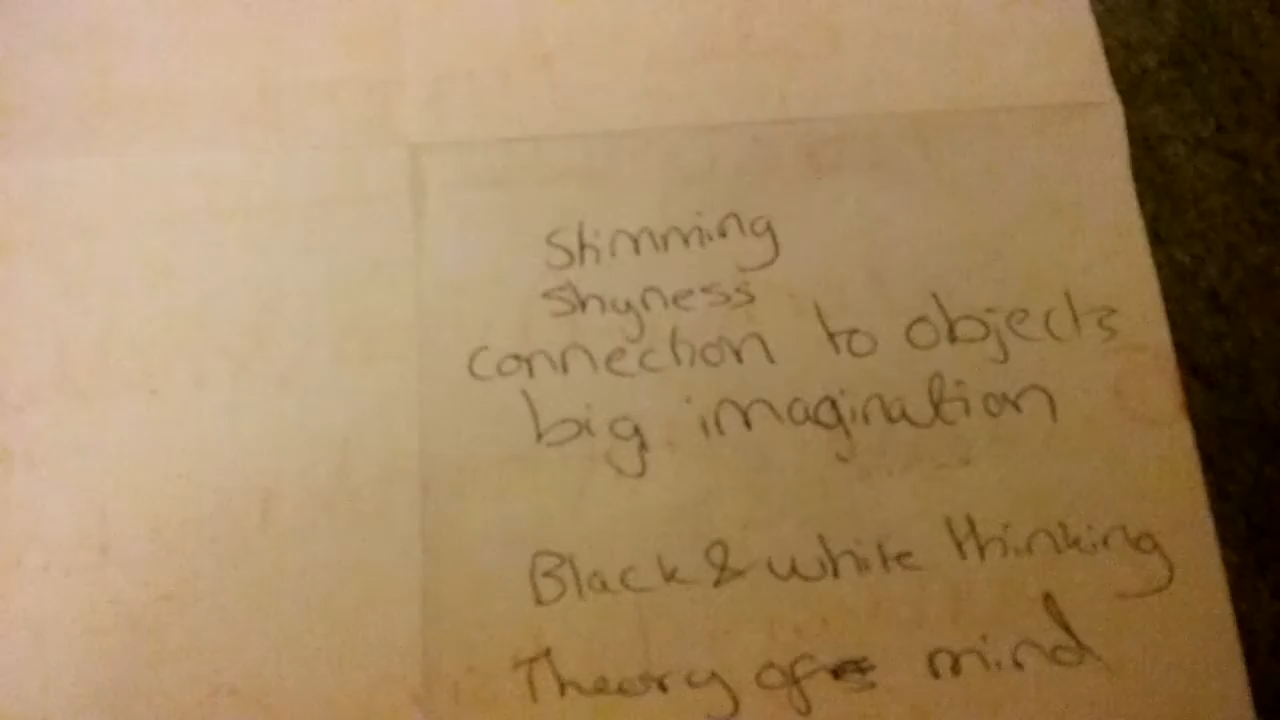 Stimming
Shyness
connection to objects
big imagination
Black & white thinking
Theory of mind